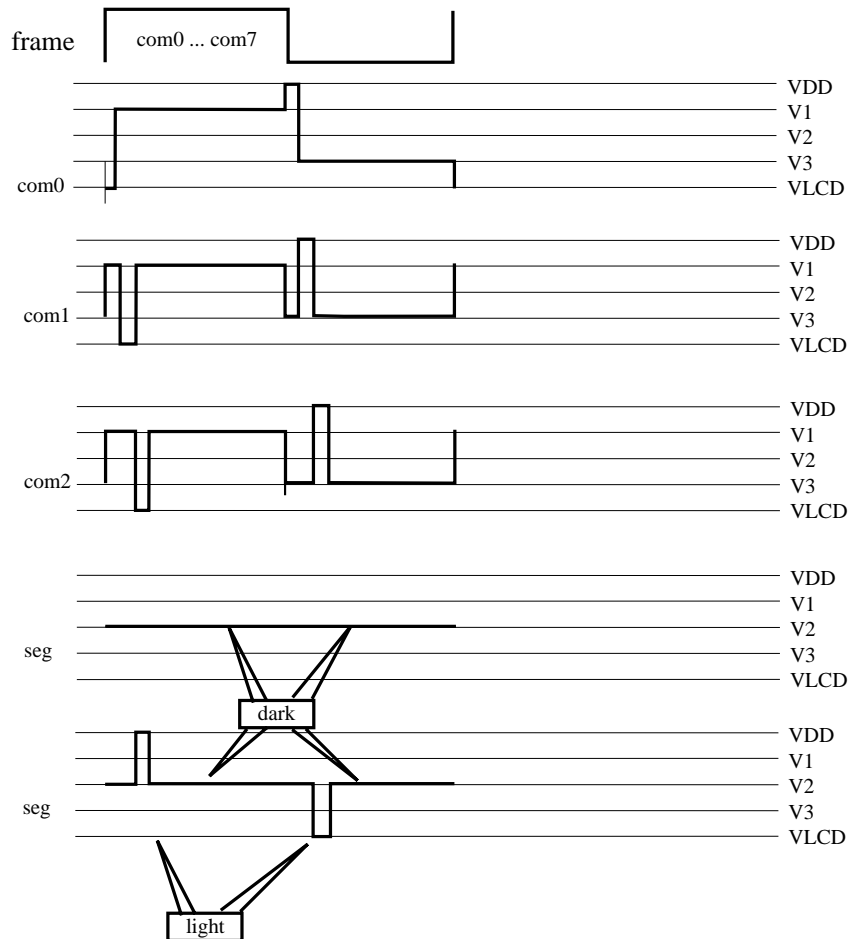 frame
com0 ... com7
VDD
V1
V2
V3
com0
VLCD
VDD
V1
V2
com1
V3
VLCD
VDD
V1
V2
com2
V3
VLCD
VDD
V1
V2
seg
V3
VLCD
dark
VDD
V1
V2
seg
V3
VLCD
light